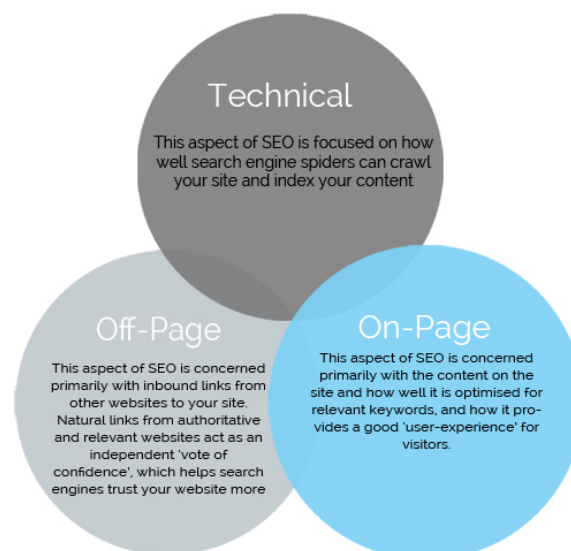 Technical
This aspect of SEO is focused on how
well search engine spiders can crawl
your site and index your content
Off-Page
This aspect of SEO is concerned
primarily with inbound links from
other websites to your site.
Natural links from authoritative
and relevant websites act as an
independent 'vote of
confidence', which helps search
engines trust your website more
On-Page
This aspect of SEO is concerned
primarily with the content on the
site and how well it is optimised for
relevant keywords, and how it pro-
vides a good 'user-experience' for
visitors.